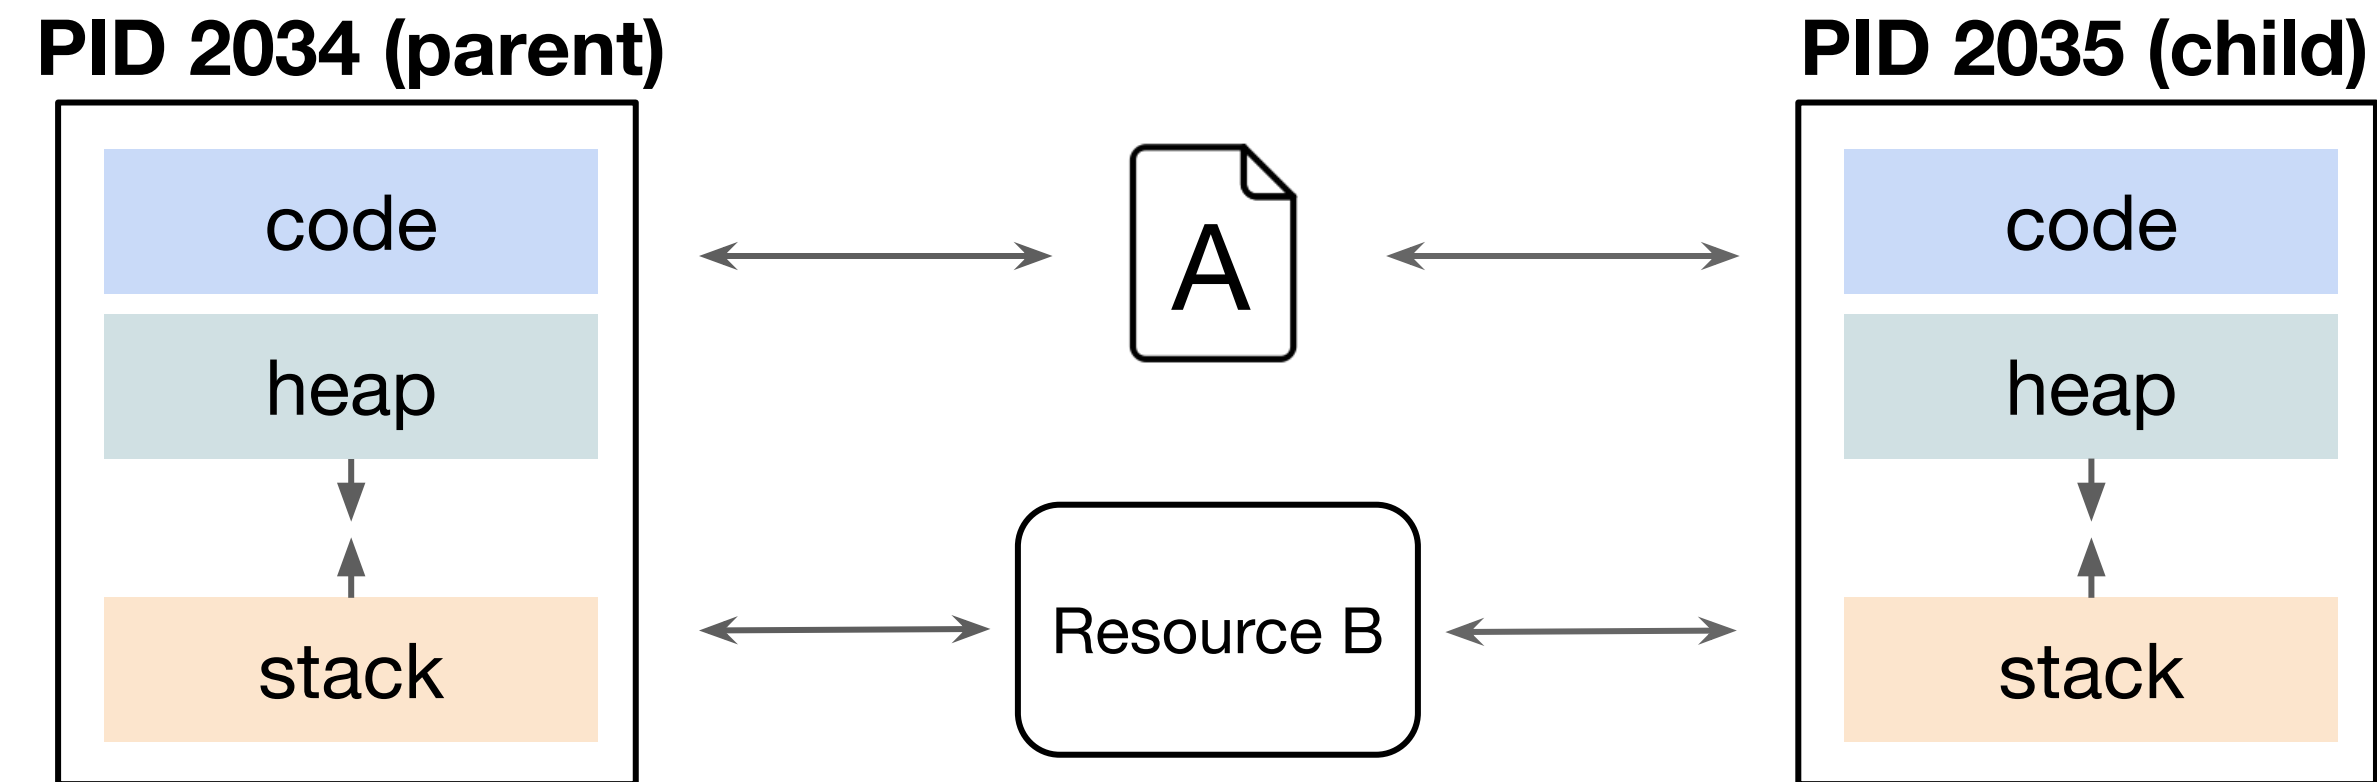 PID 2034 (parent)
PID 2035 (child)
code
A
code
heap
heap
Resource B
stack
stack